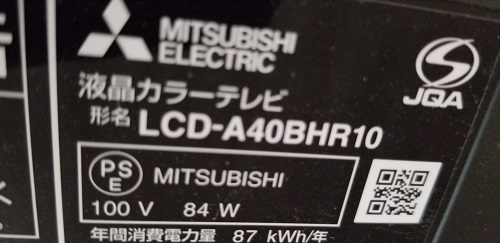 MITSUBISHI
ELECTRIC
JQA
液晶カラーテレビ
形名 LCD-A40BHR10
PS
E
MITSUBISHI
100 V 84 W
年間消費電力量 87 kWh/年